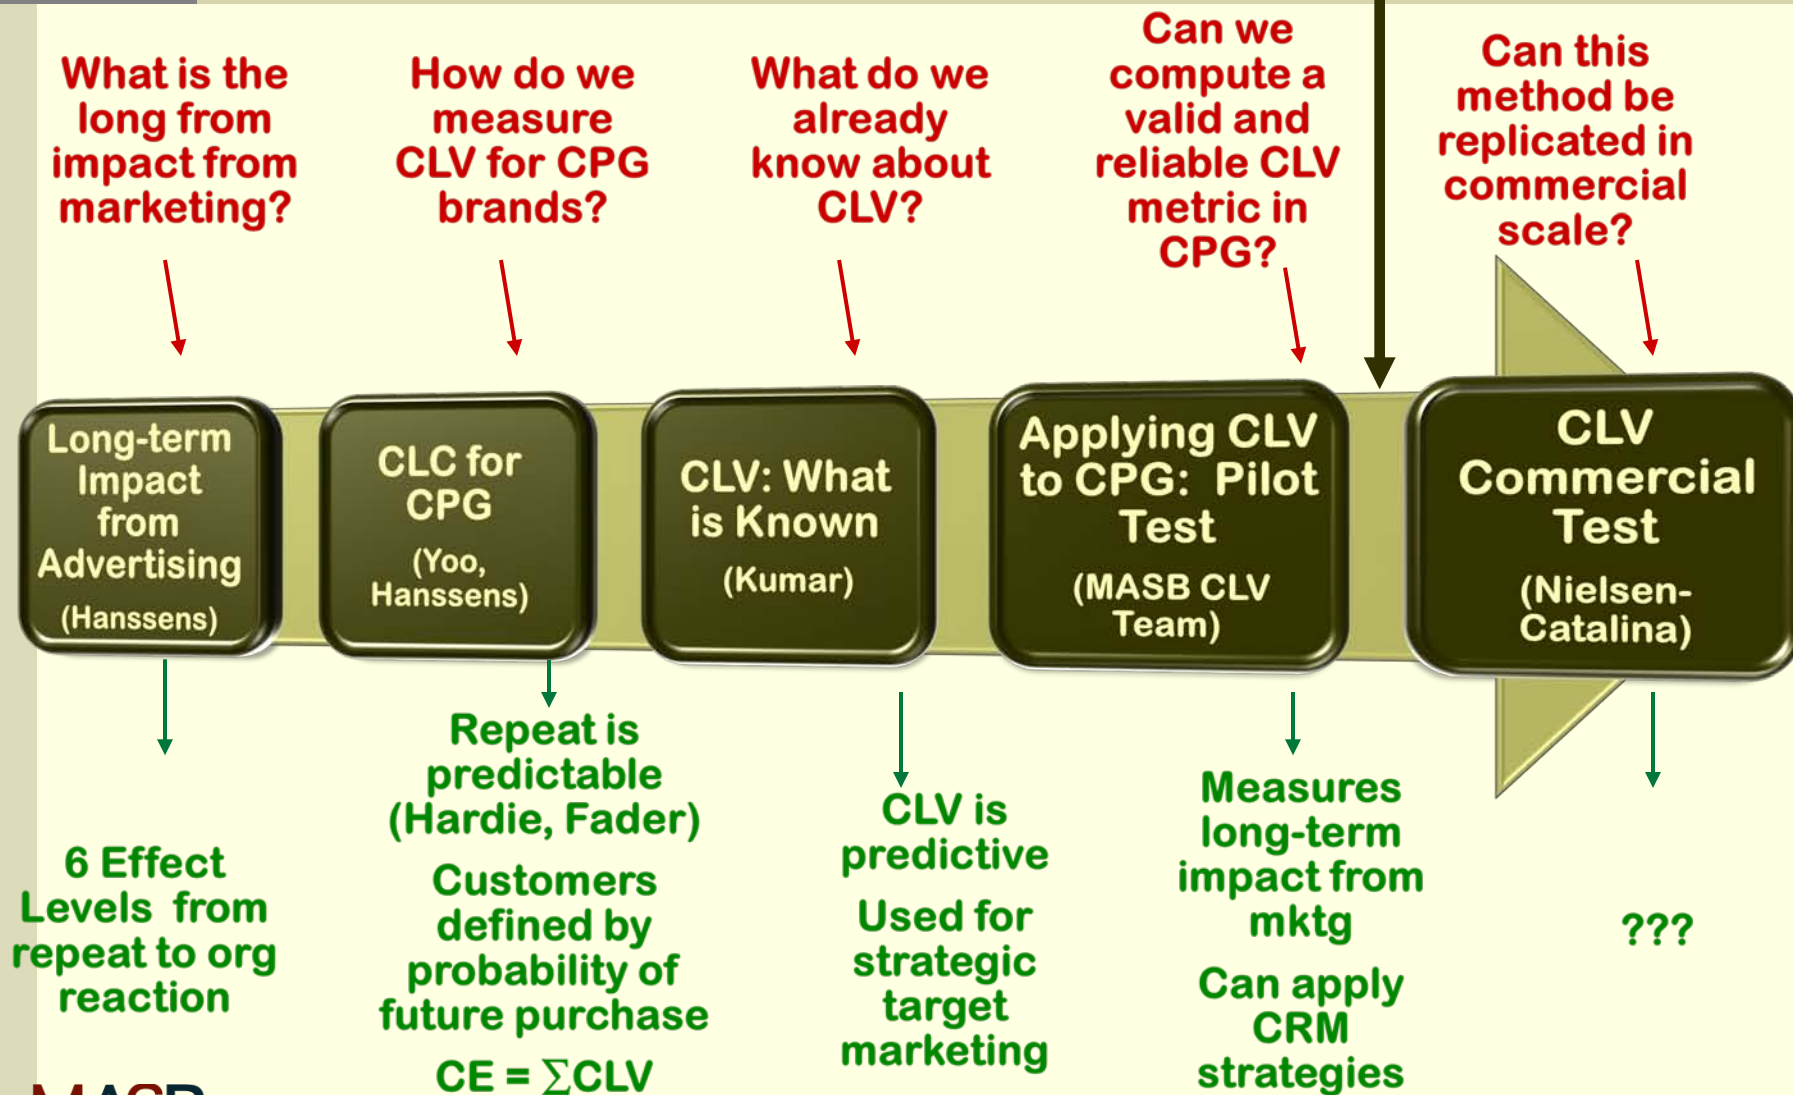 What is the
long from
impact from
marketing?
How do we
measure
CLV for CPG
brands?
What do we
already
know about
CLV?
Can we
compute a
valid and
reliable CLV
metric in
CPG?
Can this
method be
replicated in
commercial
scale?
Long-term
Impact
from
Advertising
(Hanssens)
CLC for
CPG
(Yoo,
Hanssens)
CLV: What
is Known
(Kumar)
Applying CLV
to CPG: Pilot
Test
(MASB CLV
Team)
CLV
Commercial
Test
(Nielsen-
Catalina)
6 Effect
Levels from
repeat to org
reaction
Repeat is
predictable
(Hardie, Fader)
Customers
defined by
probability of
future purchase
CE = ∑CLV
CLV is
predictive
Used for
strategic
target
marketing
Measures
long-term
impact from
mktg
Can apply
CRM
strategies
???
MASB